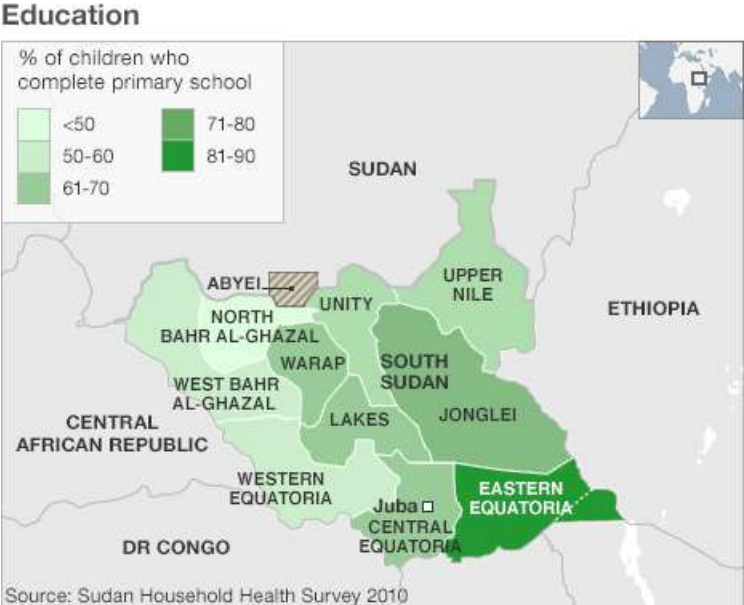 Education
% of children who
complete primary school
<50
50-60
61-70
71-80
81-90
SUDAN
ABYEI
UNITY
UPPER
NILE
NORTH
BAHR AL-GHAZAL
ETHIOPIA
WARAP
SOUTH
SUDAN
WEST BAHR
AL-GHAZAL
LAKES
JONGLEI
CENTRAL
AFRICAN REPUBLIC
WESTERN
EQUATORIA
EASTERN
EQUATORIA
Juba
CENTRAL
EQUATORIA
DR CONGO
Source: Sudan Household Health Survey 2010